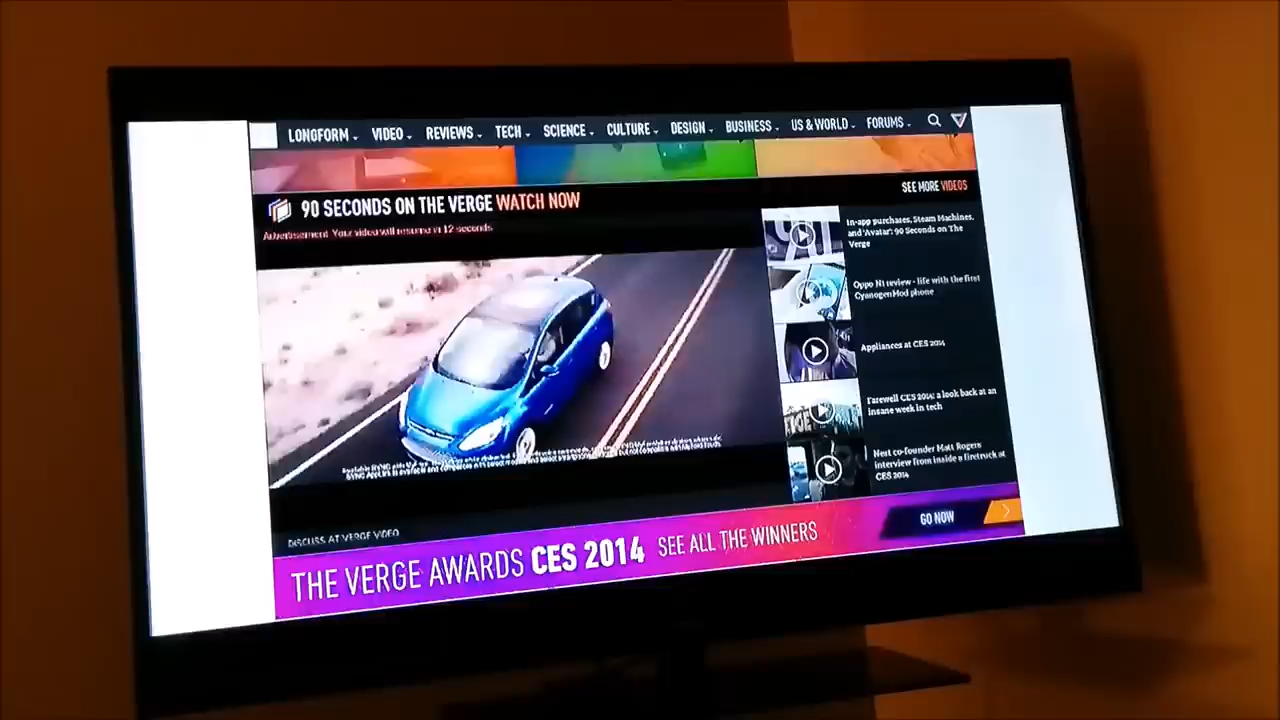 LONGFORM VIDEO REVIEWS TECH SCIENCE CULTURE DESIGN BUSINESS US & WORLD FORUMS
90 SECONDS ON THE VERGE WATCH NOW
SEE MORE VIDEOS
Advertisement: Your video will resume in 12 seconds
In-app purchases, Steam Machines,
and 'Avatar': 90 Seconds on The
Verge
Oppo N1 review - life with the first
CyanogenMod phone
Appliances at CES 2014
Farewell CES 2014: a look back at an
insane week in tech
Nest co-founder Matt Rogers
interview from inside a firetruck at
CES 2014
DISCUSS AT VERGE VIDEO
THE VERGE AWARDS CES 2014 SEE ALL THE WINNERS
GO NOW